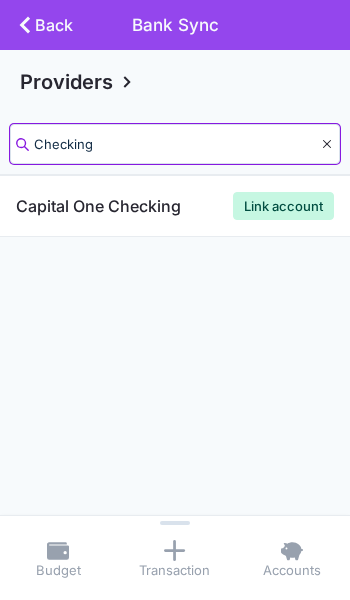 Back
Bank Sync
Providers
Checking
Capital One Checking
Link account
Budget
Transaction
Accounts